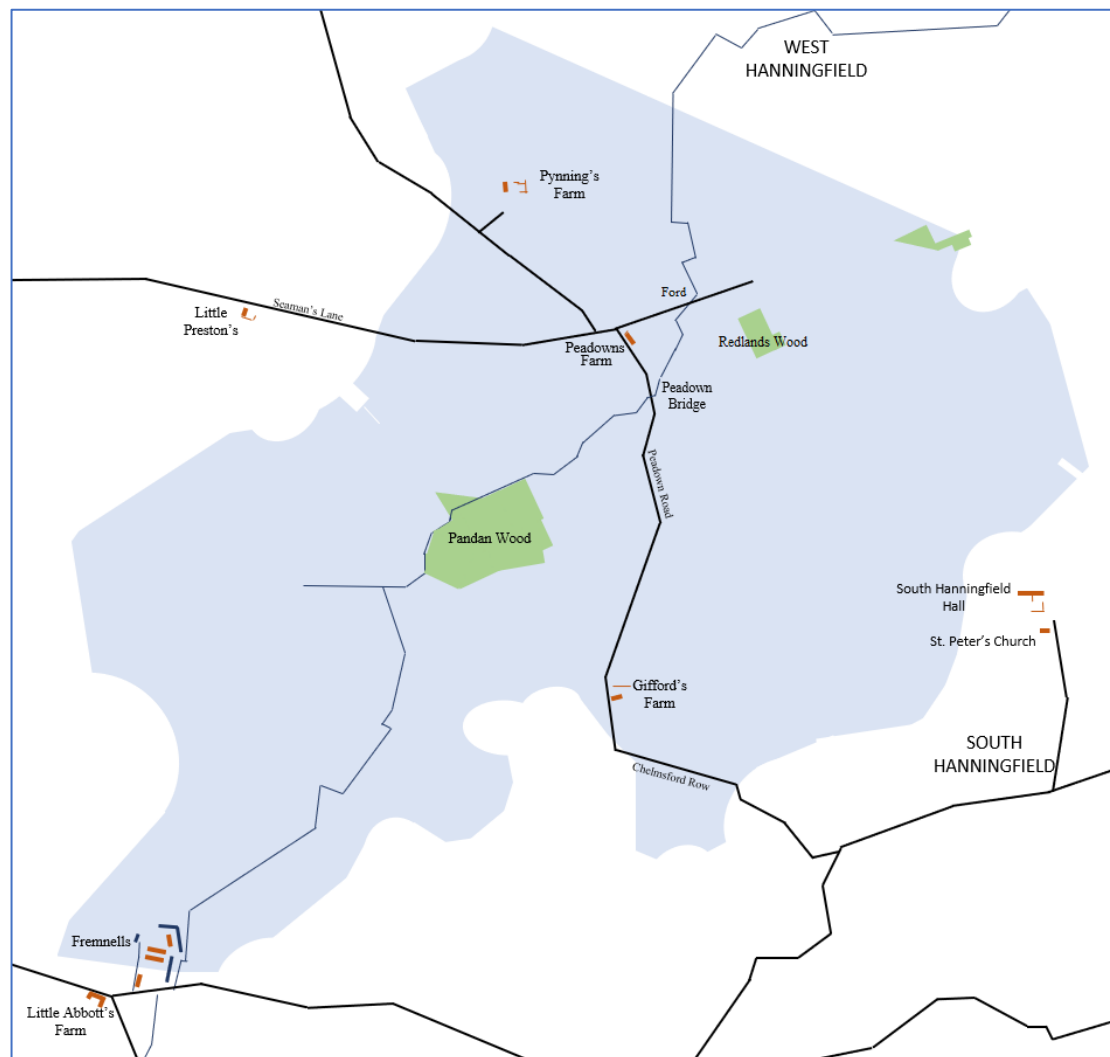 WEST
HANNINGFIELD
Pynning's
Farm
Ford
Seaman's Lane
Little
Preston's
Peadowns
Farm
Redlands Wood
Peadown
Bridge
Peadown Road
Pandan Wood
South Hanningfield
Hall
St. Peter's Church
Gifford's
Farm
SOUTH
HANNINGFIELD
Chelmsford Row
Fremnells
Little Abbott's
Farm